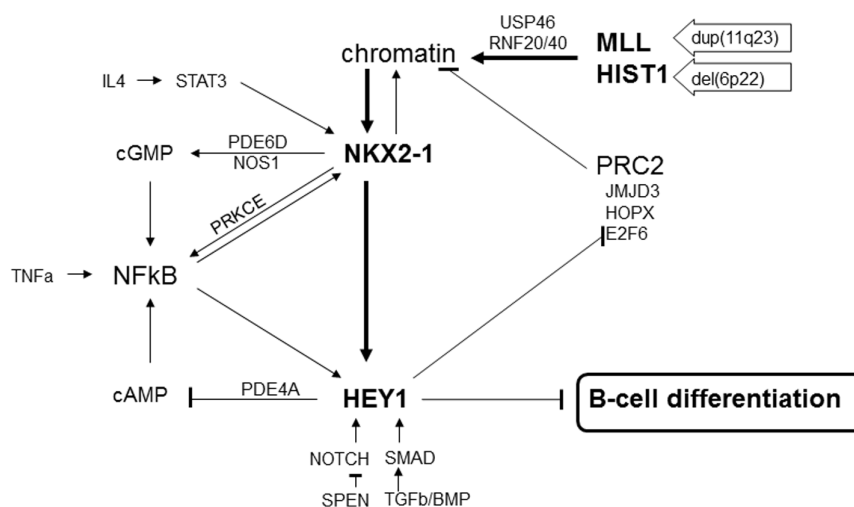 USP46
RNF20/40
chromatin
MLL
dup(11q23)
HIST1
del(6p22)
IL4
STAT3
cGMP
PDE6D
NOS1
NKX2-1
PRC2
JMJD3
HOPX
E2F6
PRKCE
TNFa
NFkB
cAMP
PDE4A
HEY1
B-cell differentiation
NOTCH
SMAD
SPEN
TGFb/BMP